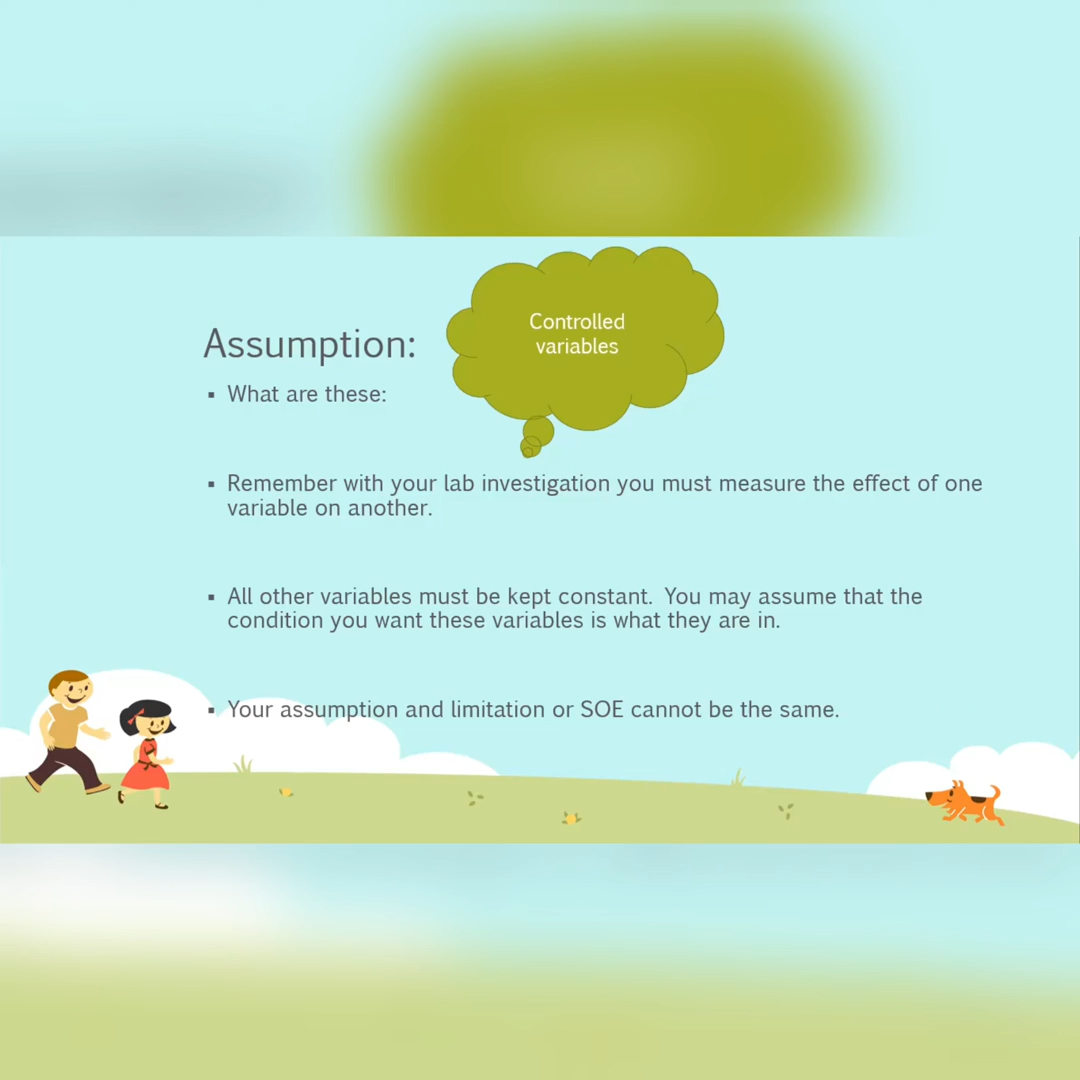 Controlled
variables
Assumption:
▪ What are these:
▪ Remember with your lab investigation you must measure the effect of one
variable on another.
▪ All other variables must be kept constant.  You may assume that the
condition you want these variables is what they are in.
▪ Your assumption and limitation or SOE cannot be the same.